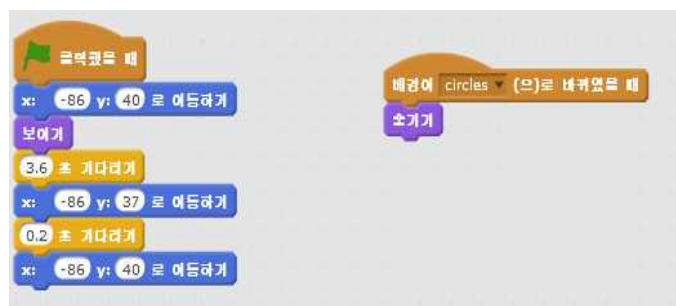 클릭했을 때
x: -86 y: 40 로 이동하기
보이기
3.6 초 기다리기
x: -86 y: 37 로 이동하기
0.2 초 기다리기
x: -86 y: 40 로 이동하기
배경이 circles (으)로 바뀌었을 때
숨기기